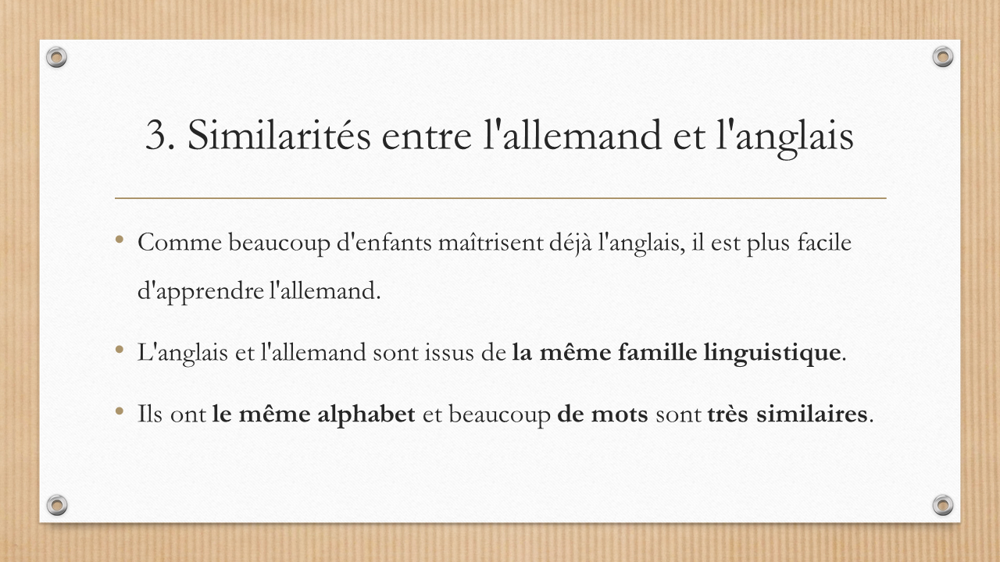 3. Similarités entre l'allemand et l'anglais
• Comme beaucoup d'enfants maîtrisent déjà l'anglais, il est plus facile
d'apprendre l'allemand.
• L'anglais et l'allemand sont issus de la même famille linguistique.
• Ils ont le même alphabet et beaucoup de mots sont très similaires.